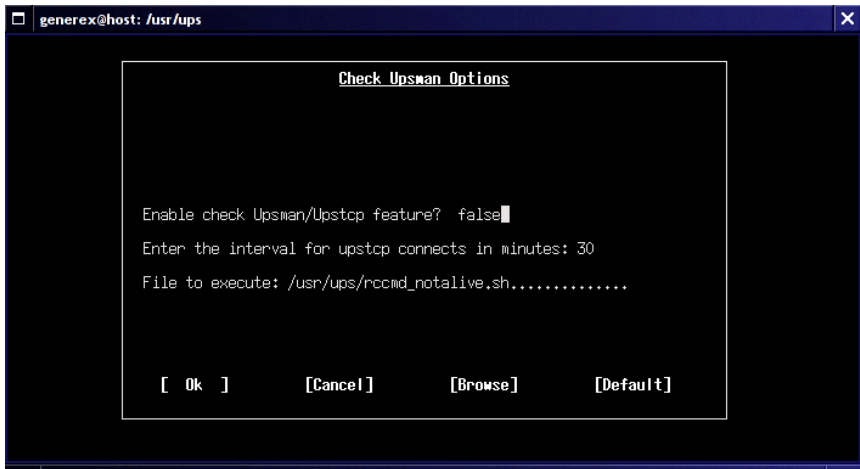 generex@host: /usr/ups
Check Upsman Options
Enable check Upsman/Upstcp feature? false
Enter the interval for upstcp connects in minutes: 30
File to execute: /usr/ups/rccmd_notalive.sh..............
[ Ok ] [Cancel] [Browse] [Default]